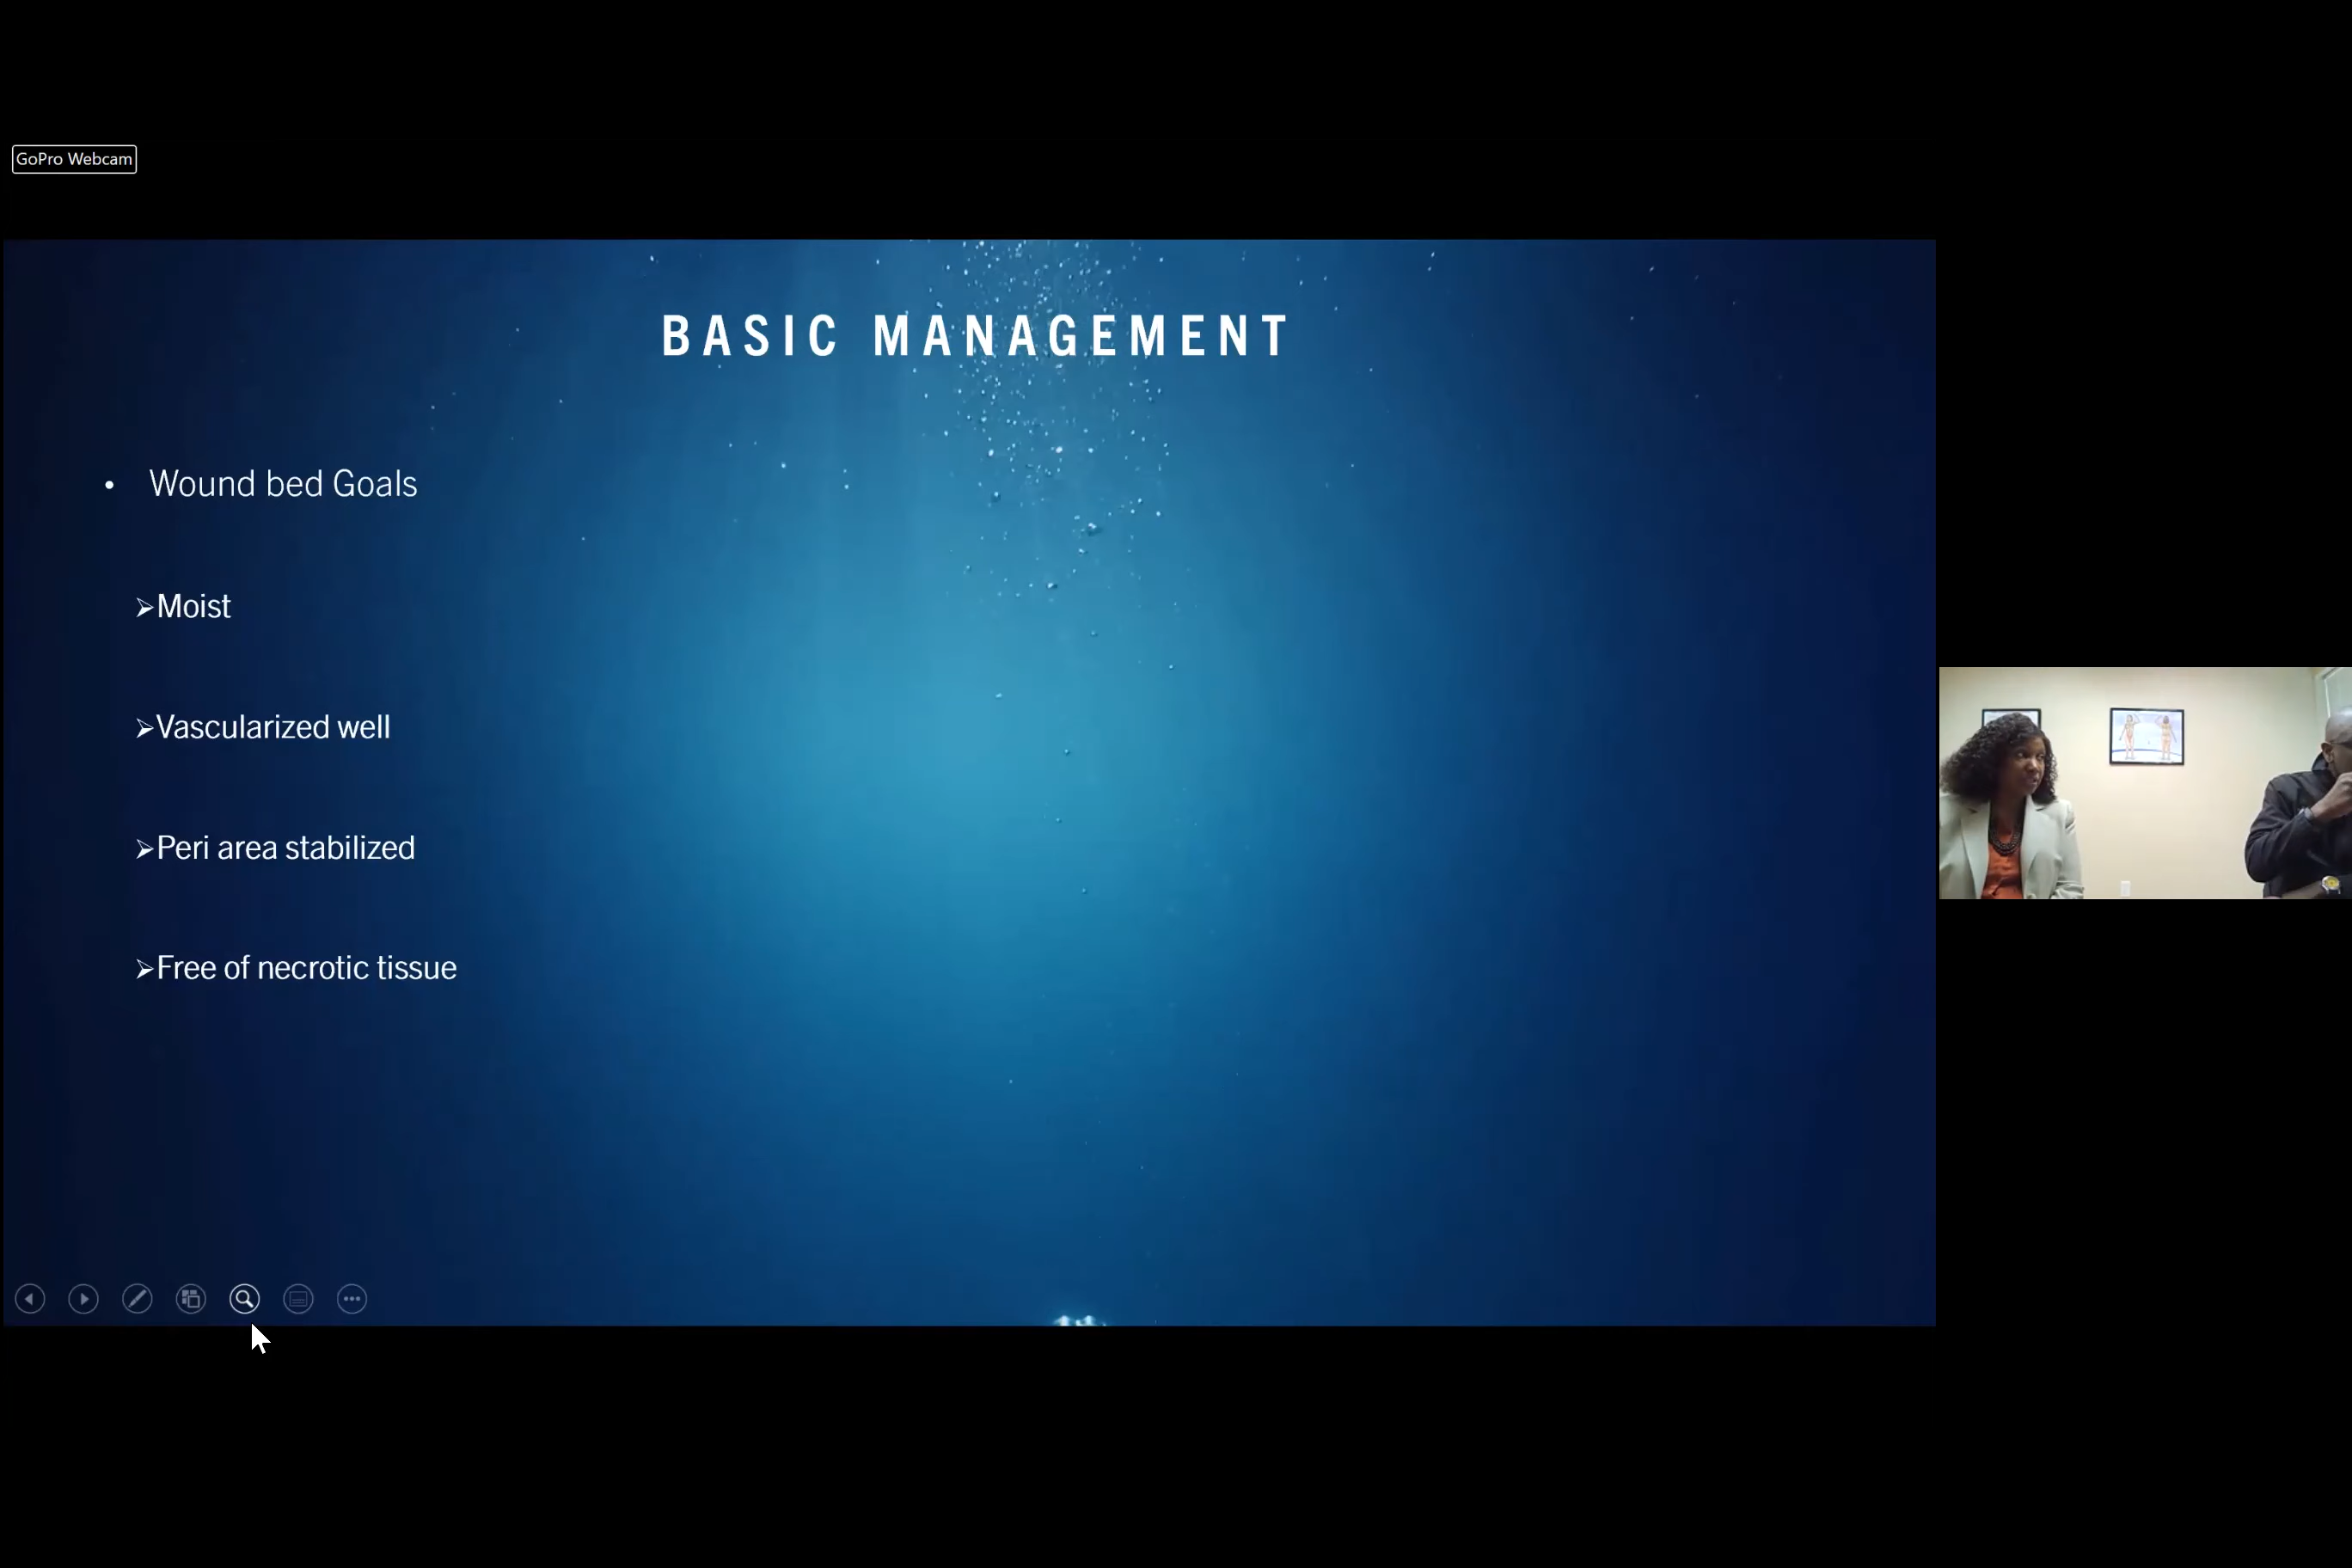 GoPro Webcam
BASIC MANAGEMENT
• Wound bed Goals
➢Moist
➢Vascularized well
➢Peri area stabilized
➢Free of necrotic tissue